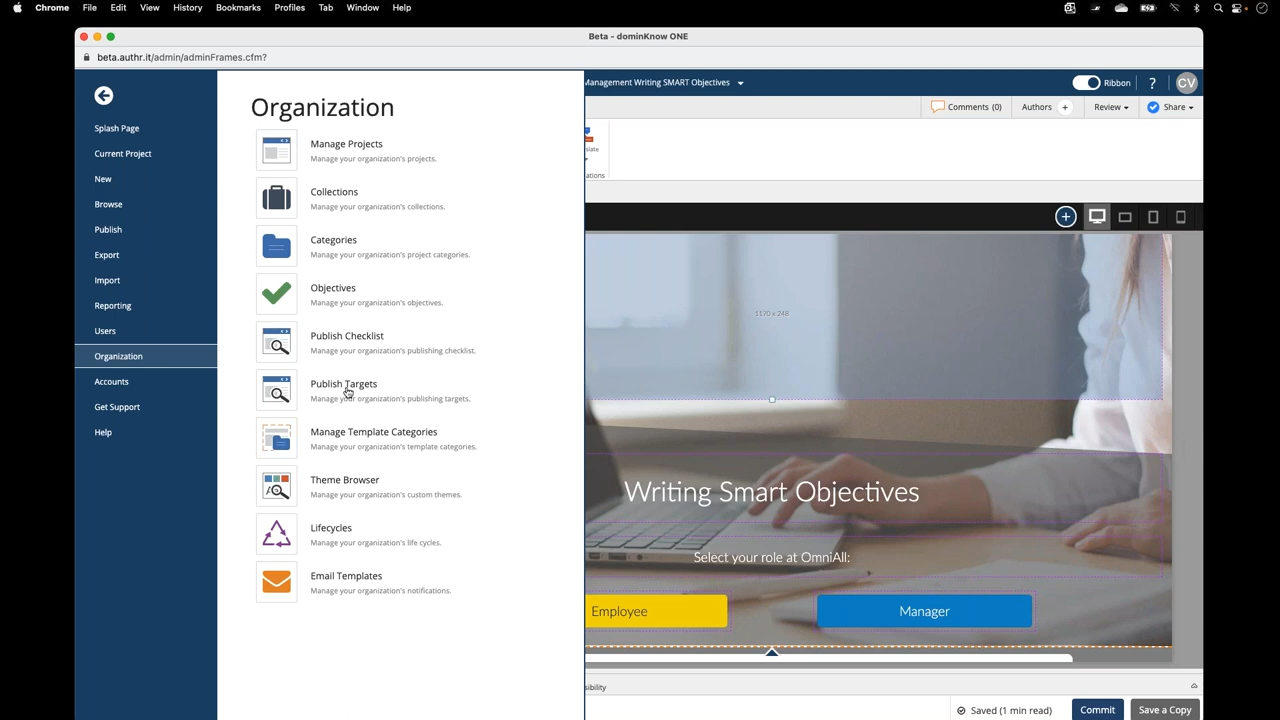 Chrome File Edit View History Bookmarks Profiles Tab Window Help
Beta - dominKnow ONE
beta.authr.it/admin/adminFrames.cfm?
Management Writing SMART Objectives
Ribbon ? CV
Comments (0) Authors + Review Share
Splash Page
Current Project
New
Browse
Publish
Export
Import
Reporting
Users
Organization
Accounts
Get Support
Help
Organization
Manage Projects
Manage your organization's projects.
Collections
Manage your organization's collections.
Categories
Manage your organization's project categories.
Objectives
Manage your organization's objectives.
Publish Checklist
Manage your organization's publishing checklist.
Publish Targets
Manage your organization's publishing targets.
Manage Template Categories
Manage your organization's template categories.
Theme Browser
Manage your organization's custom themes.
Lifecycles
Manage your organization's life cycles.
Email Templates
Manage your organization's notifications.
slate
ations
1170 x 248
Writing Smart Objectives
Select your role at OmniAll:
Employee
Manager
sibility
Saved (1 min read) Commit Save a Copy